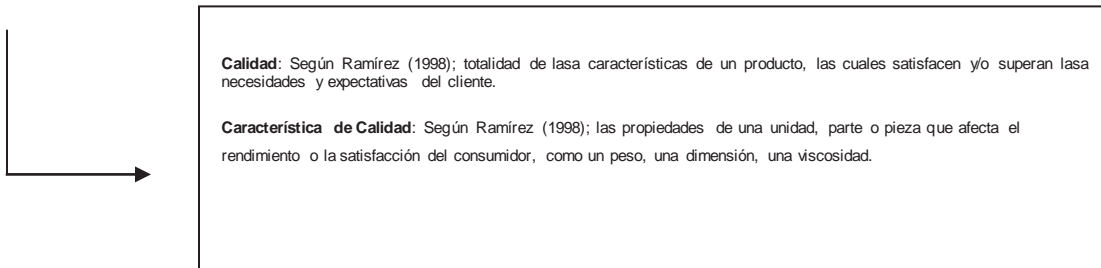 Calidad: Según Ramírez (1998); totalidad de lasa características de un producto, las cuales satisfacen y/o superan lasa
necesidades y expectativas del cliente.
Característica de Calidad: Según Ramírez (1998); las propiedades de una unidad, parte o pieza que afecta el
rendimiento o la satisfacción del consumidor, como un peso, una dimensión, una viscosidad.